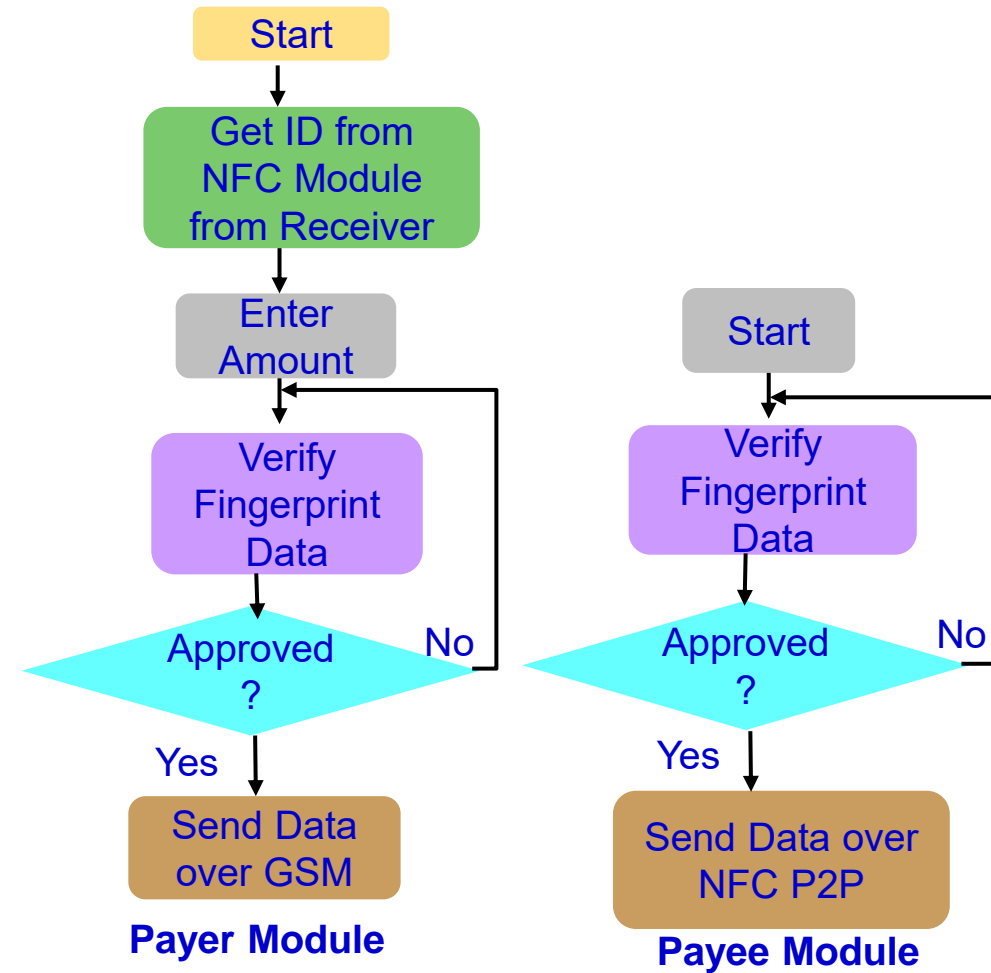 Start
Get ID from
NFC Module
from Receiver
Enter
Amount
Verify
Fingerprint
Data
Approved
?
No
Yes
Send Data
over GSM
Payer Module
Start
Verify
Fingerprint
Data
Approved
?
No
Yes
Send Data over
NFC P2P
Payee Module